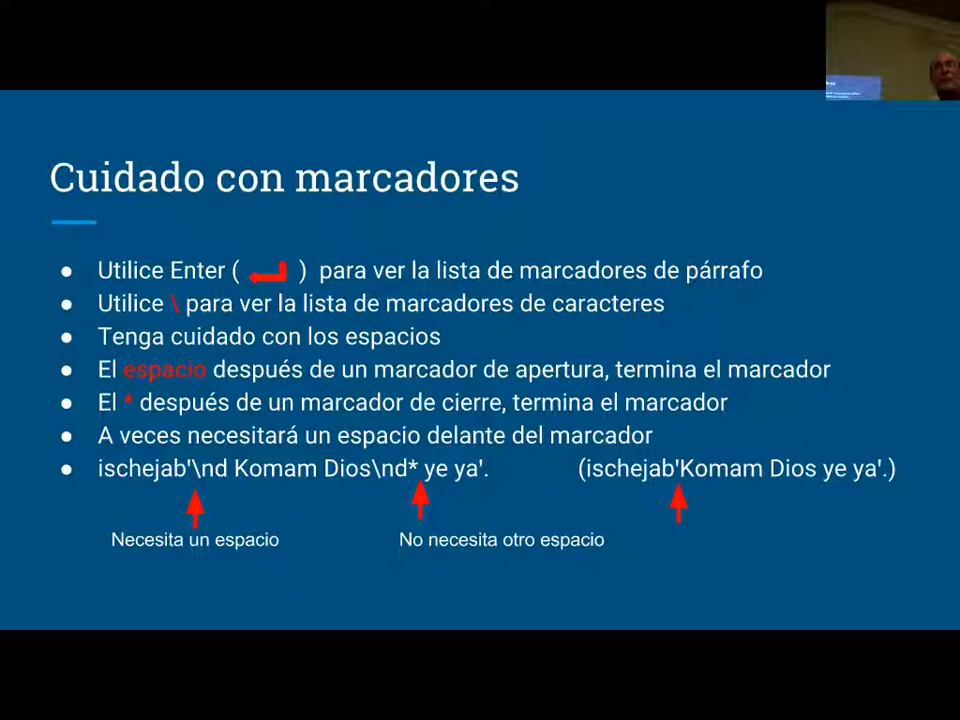 Cuidado con marcadores
● Utilice Enter ( ) para ver la lista de marcadores de párrafo
● Utilice \ para ver la lista de marcadores de caracteres
● Tenga cuidado con los espacios
● El espacio después de un marcador de apertura, termina el marcador
● El * después de un marcador de cierre, termina el marcador
● A veces necesitará un espacio delante del marcador
● ischejab'\nd Komam Dios\nd* ye ya'. (ischejab'Komam Dios ye ya'.)
Necesita un espacio No necesita otro espacio